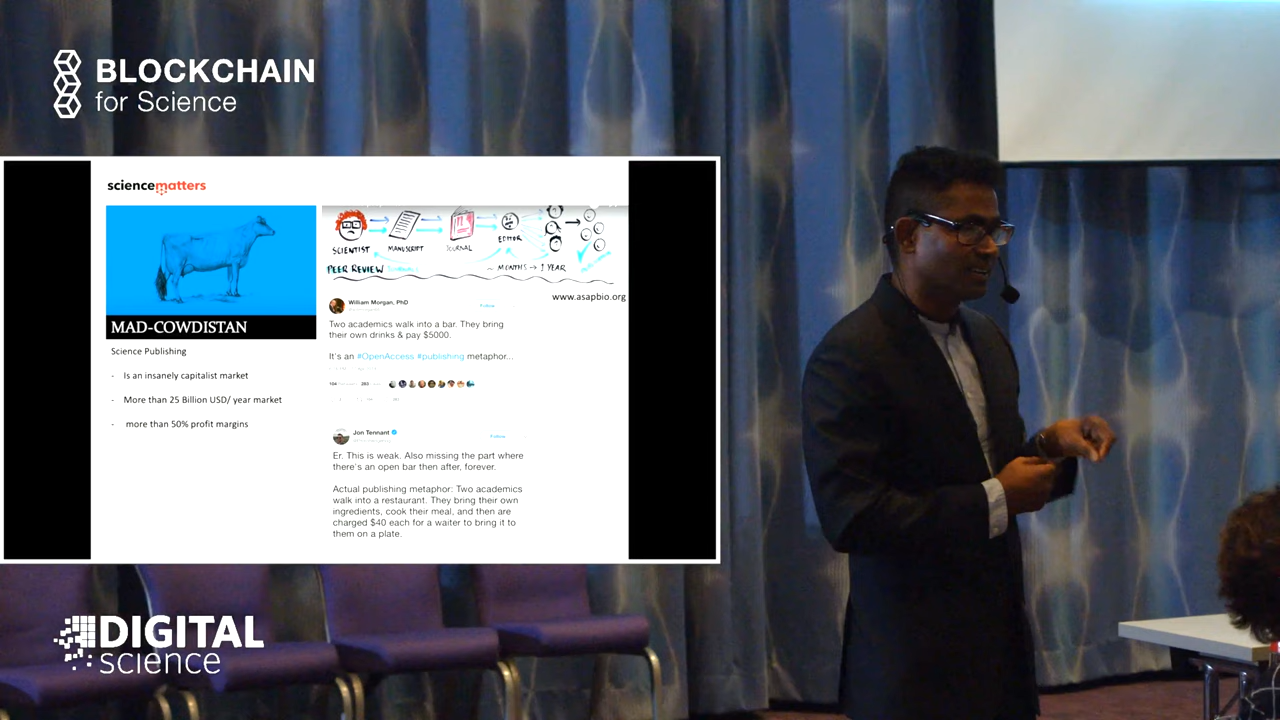 BLOCKCHAIN
for Science
sciencematters
MAD-COWDISTAN
Science Publishing
- Is an insanely capitalist market
- More than 25 Billion USD/ year market
- more than 50% profit margins
SCIENTIST
MANUSCRIPT
JOURNAL
EDITOR
PEER REVIEW
~ MONTHS → 1 YEAR
www.asapbio.org
William Morgan, PhD
Follow
Two academics walk into a bar. They bring
their own drinks & pay $5000.
It's an #OpenAccess #publishing metaphor...
Jon Tennant
Follow
Er. This is weak. Also missing the part where
there's an open bar then after, forever.
Actual publishing metaphor: Two academics
walk into a restaurant. They bring their own
ingredients, cook their meal, and then are
charged $40 each for a waiter to bring it to
them on a plate.
DIGITAL
science